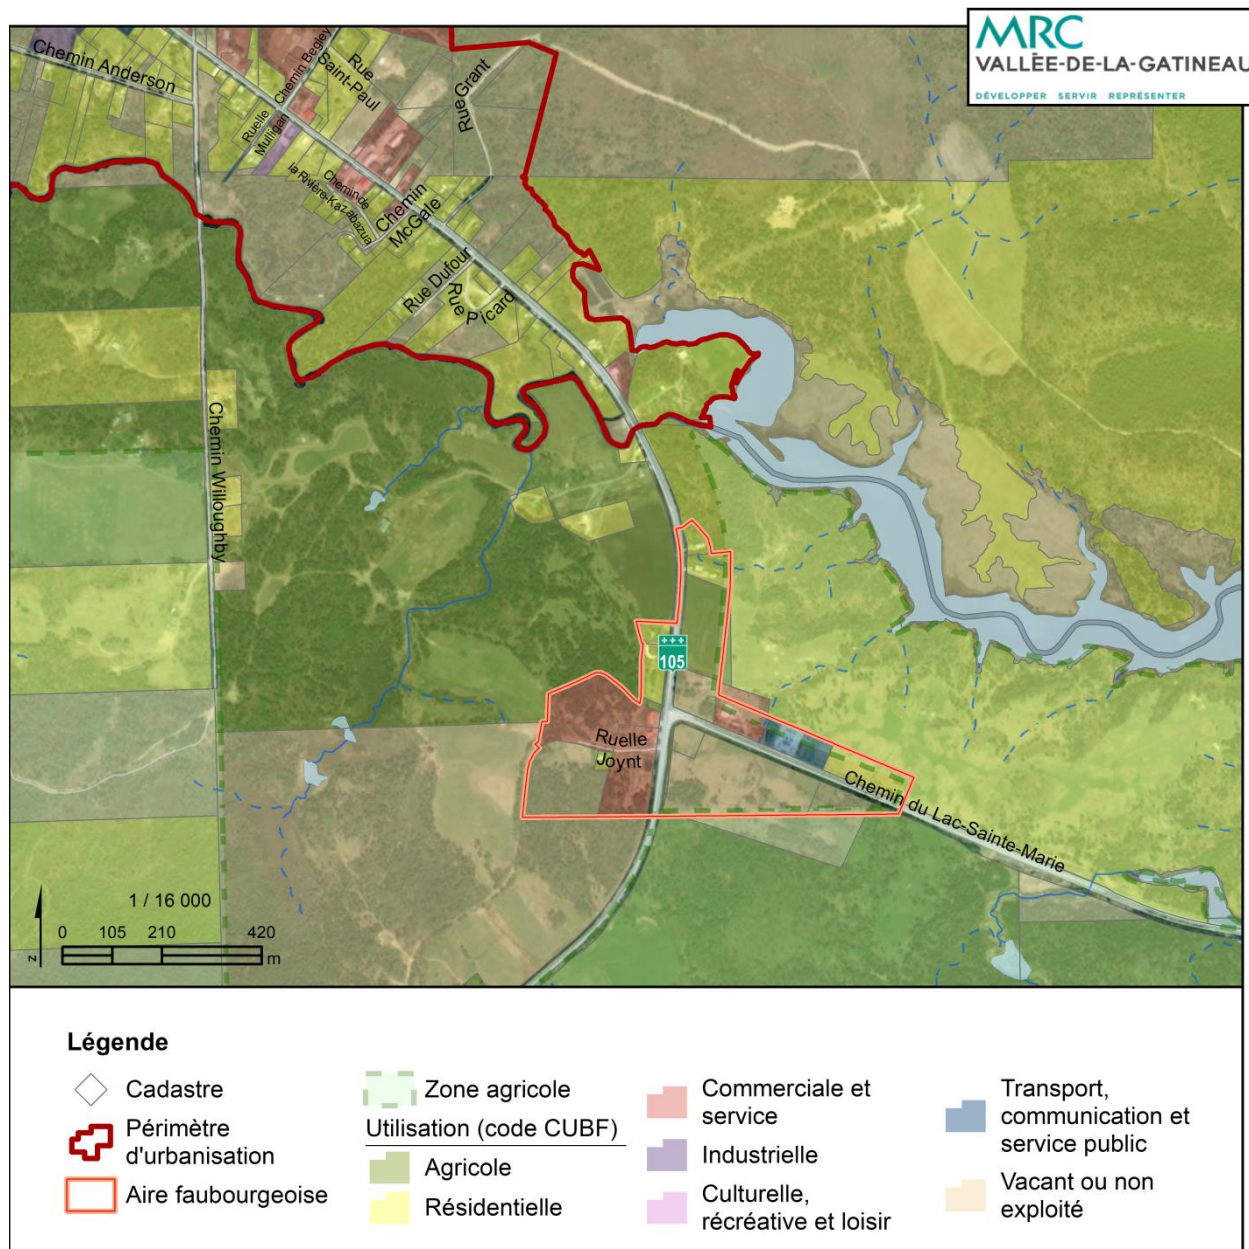 MRC
VALLÉE-DE-LA-GATINEAU
DÉVELOPPER SERVIR REPRÉSENTER
Chemin Anderson
Chemin Begley
Rue
Saint-Paul
Rue Grant
Ruelle
Mulligan
Chemin de
la Rivière-Kazabazua
Chemin
McGale
Rue Dufour
Rue Picard
Chemin Willoughby
105
Ruelle
Joynt
Chemin du Lac-Sainte-Marie
1 / 16 000
0 105 210 420
m
N
Légende
Cadastre
Périmètre
d'urbanisation
Aire faubourgeoise
Zone agricole
Utilisation (code CUBF)
Agricole
Résidentielle
Commerciale et
service
Industrielle
Culturelle,
récréative et loisir
Transport,
communication et
service public
Vacant ou non
exploité